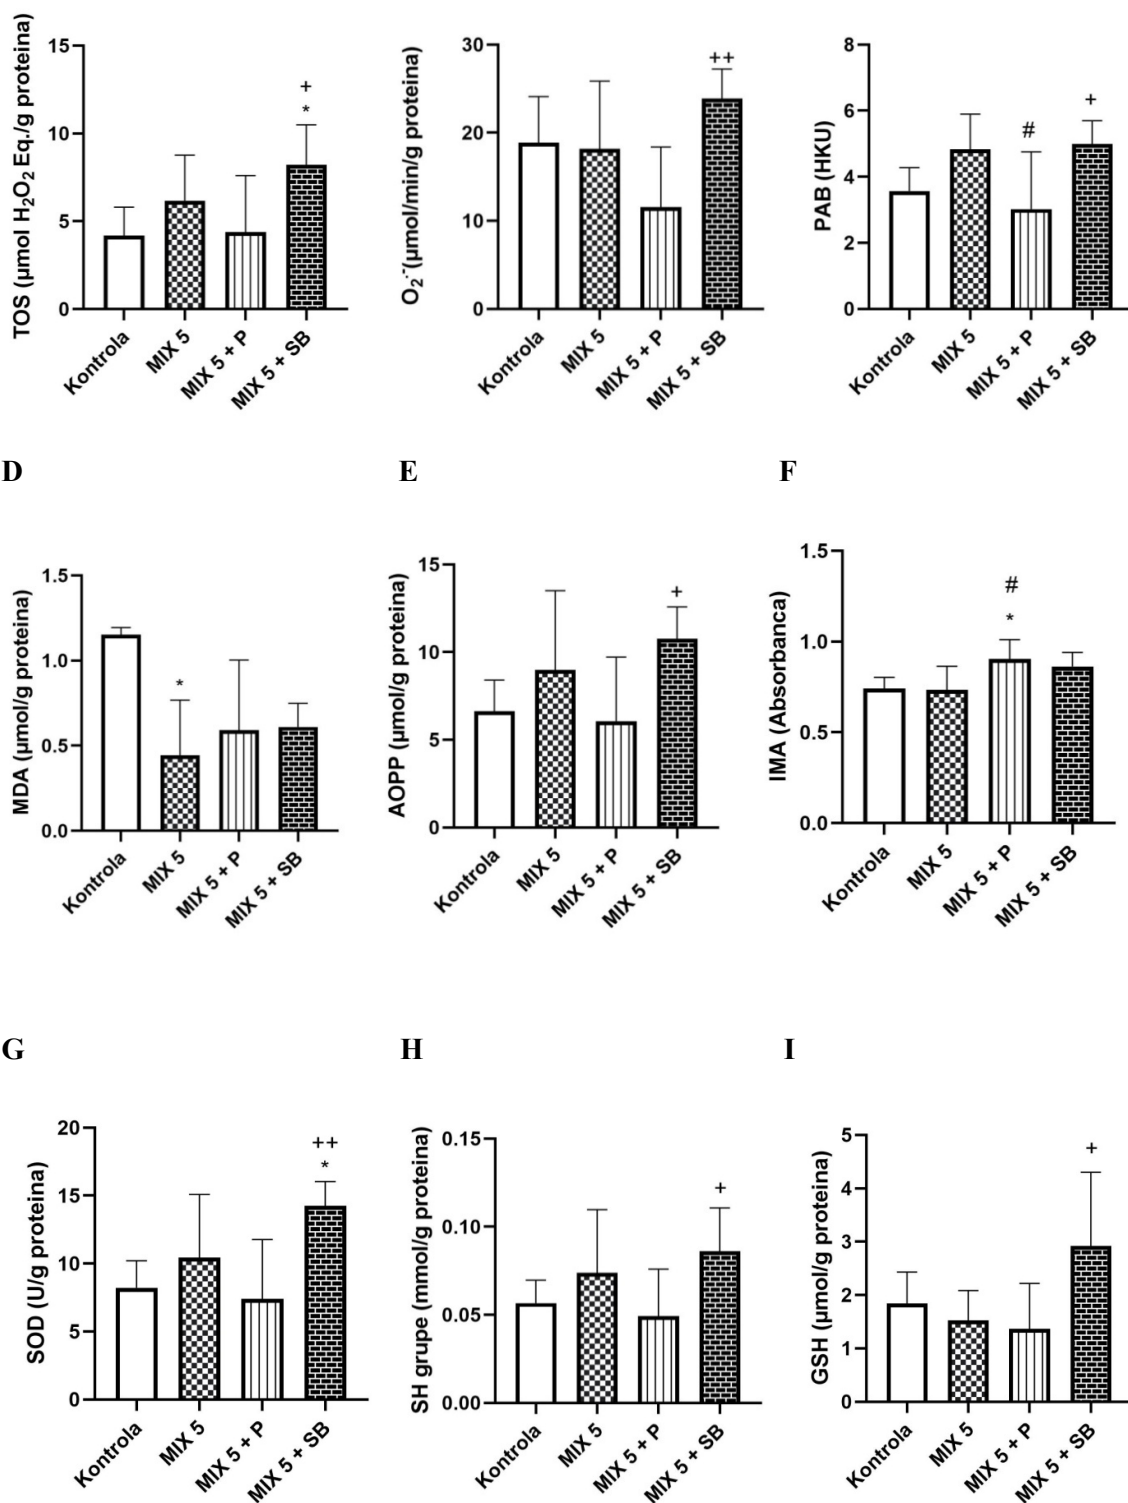 TOS (µmol H₂O₂ Eq./g proteina)
15
10
5
0
+
*
Kontrola
MIX 5
MIX 5 + P
MIX 5 + SB
O₂˙⁻(µmol/min/g proteina)
30
20
10
0
++
Kontrola
MIX 5
MIX 5 + P
MIX 5 + SB
PAB (HKU)
8
6
4
2
0
#
+
Kontrola
MIX 5
MIX 5 + P
MIX 5 + SB
D
E
F
MDA (µmol/g proteina)
1.5
1.0
0.5
0.0
*
Kontrola
MIX 5
MIX 5 + P
MIX 5 + SB
AOPP (µmol/g proteina)
15
10
5
0
+
Kontrola
MIX 5
MIX 5 + P
MIX 5 + SB
IMA (Absorbanca)
1.5
1.0
0.5
0.0
#
*
Kontrola
MIX 5
MIX 5 + P
MIX 5 + SB
G
H
I
SOD (U/g proteina)
20
15
10
5
0
++
*
Kontrola
MIX 5
MIX 5 + P
MIX 5 + SB
SH grupe (mmol/g proteina)
0.15
0.10
0.05
0.00
+
Kontrola
MIX 5
MIX 5 + P
MIX 5 + SB
GSH (µmol/g proteina)
5
4
3
2
1
0
+
Kontrola
MIX 5
MIX 5 + P
MIX 5 + SB